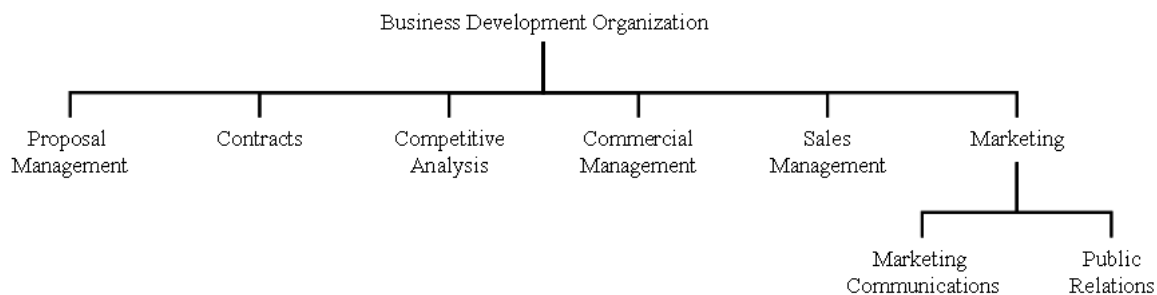 Business Development Organization
Proposal
Management
Contracts
Competitive
Analysis
Commercial
Management
Sales
Management
Marketing
Marketing
Communications
Public
Relations